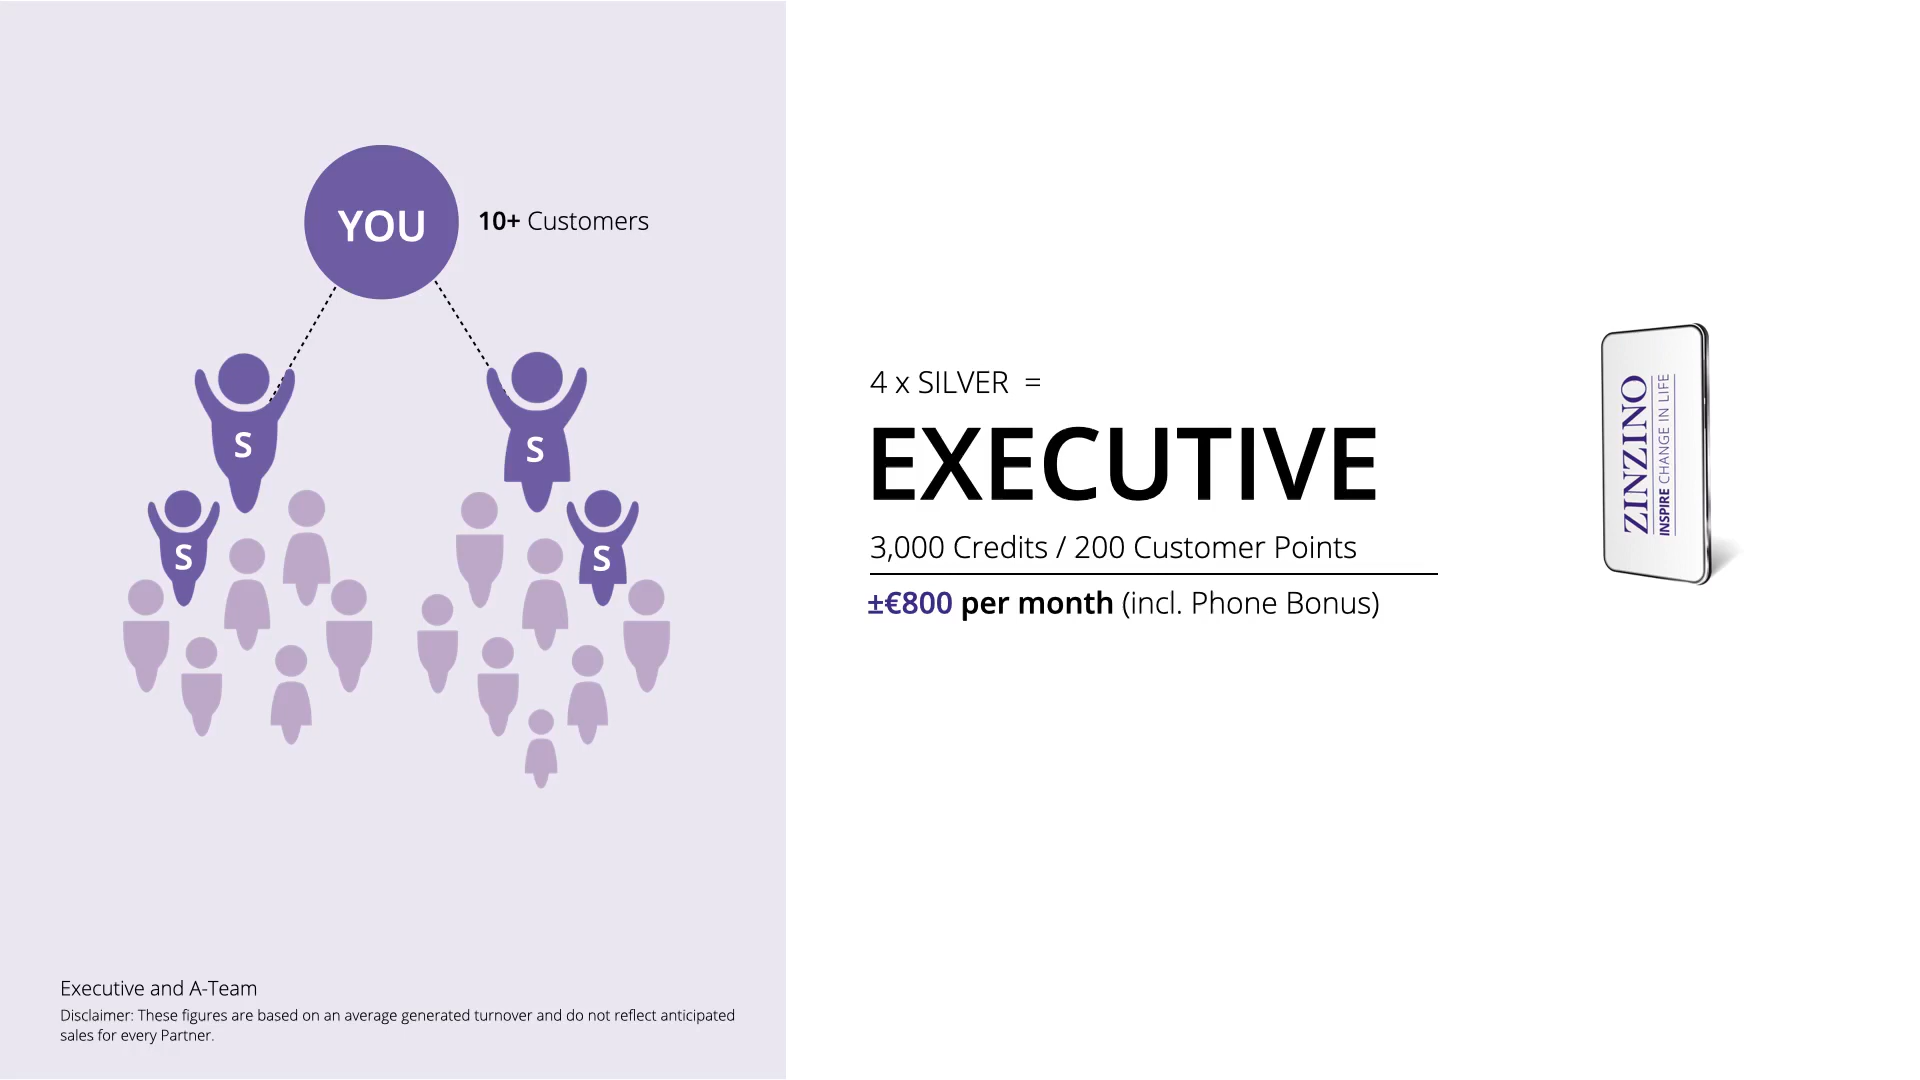 YOU
10+ Customers
S
S
S
S
Executive and A-Team
Disclaimer: These figures are based on an average generated turnover and do not reflect anticipated
sales for every Partner.
4 x SILVER =
EXECUTIVE
3,000 Credits / 200 Customer Points
±€800 per month (incl. Phone Bonus)
ZINZINO
INSPIRE CHANGE IN LIFE